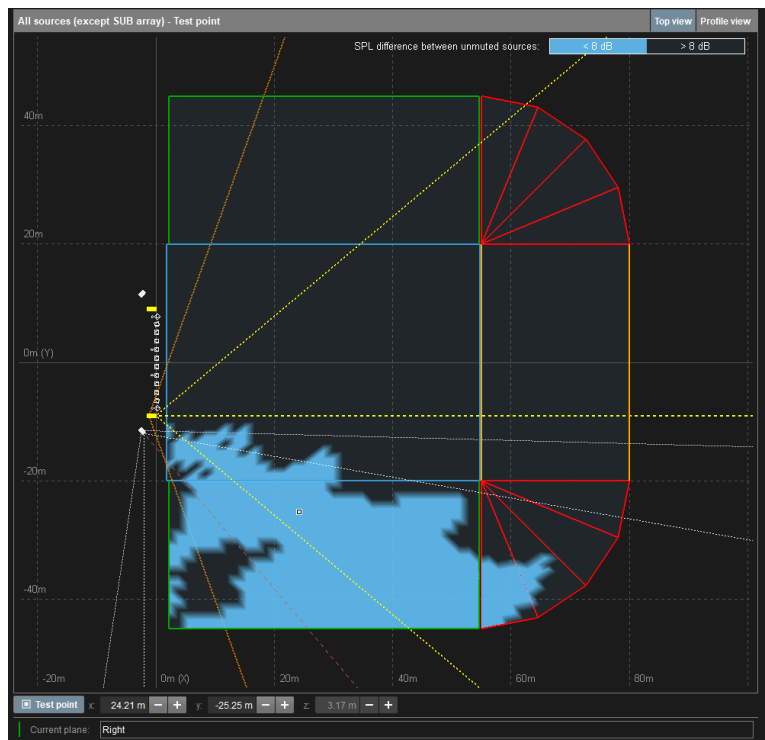 All sources (except SUB array) - Test point
Top view
Profile view
SPL difference between unmuted sources:
< 8 dB
> 8 dB
40m
20m
0m (Y)
-20m
-40m
-20m
0m (X)
20m
40m
60m
80m
Test point
x:
24.21 m
y:
-25.25 m
z:
3.17 m
Current plane:
Right